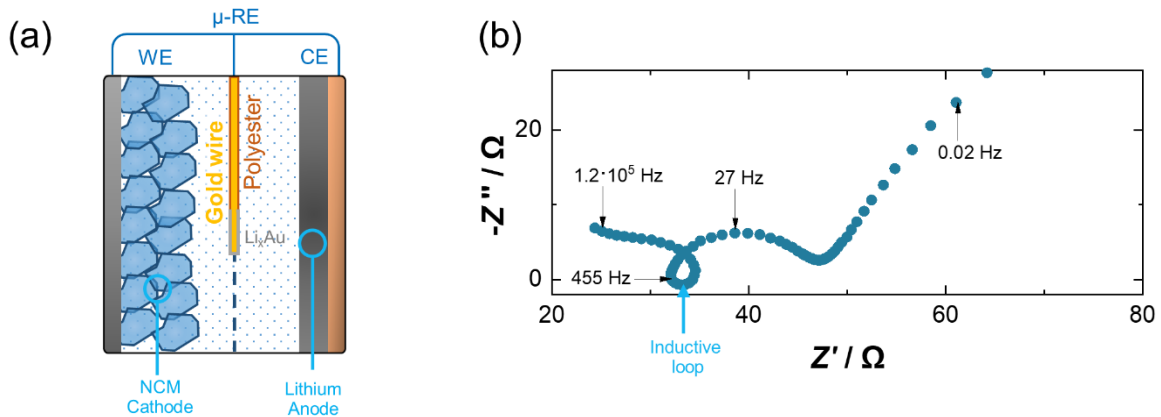 (a)
μ-RE
WE
CE
Gold wire
Polyester
LiₓAu
NCM
Cathode
Lithium
Anode
(b)
-Z'' / Ω
20
0
1.2·10⁵ Hz
27 Hz
0.02 Hz
455 Hz
20
40
60
80
Inductive
loop
Z' / Ω